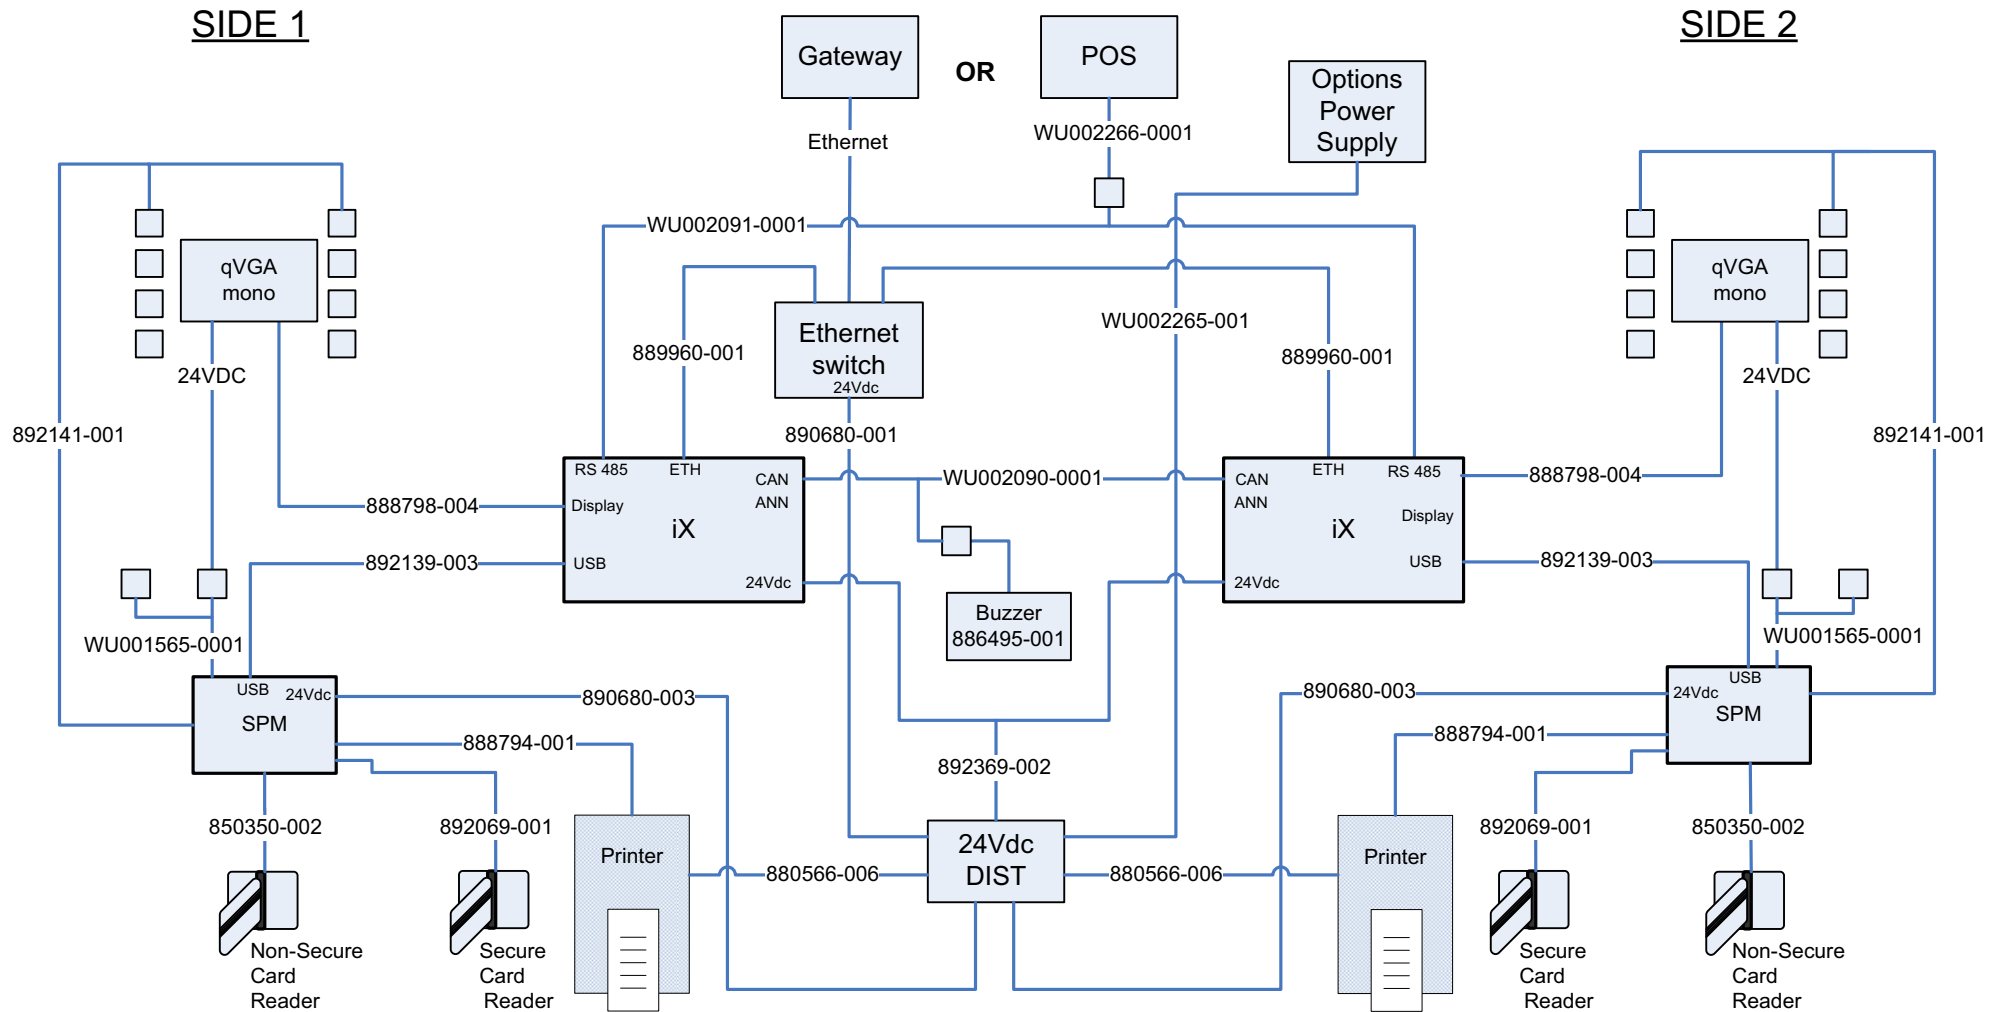 SIDE 1
SIDE 2
Gateway
OR
POS
Options
Power
Supply
Ethernet
WU002266-0001
WU002091-0001
qVGA
mono
qVGA
mono
Ethernet
switch
24Vdc
WU002265-001
889960-001
889960-001
24VDC
24VDC
892141-001
890680-001
892141-001
RS 485
ETH
CAN
ANN
Display
iX
USB
24Vdc
WU002090-0001
CAN
ANN
ETH
RS 485
Display
iX
USB
24Vdc
888798-004
888798-004
892139-003
892139-003
Buzzer
886495-001
WU001565-0001
WU001565-0001
USB
24Vdc
SPM
890680-003
890680-003
USB
24Vdc
SPM
888794-001
888794-001
892369-002
850350-002
892069-001
892069-001
850350-002
Printer
24Vdc
DIST
Printer
880566-006
880566-006
Non-Secure
Card
Reader
Secure
Card
Reader
Secure
Card
Reader
Non-Secure
Card
Reader